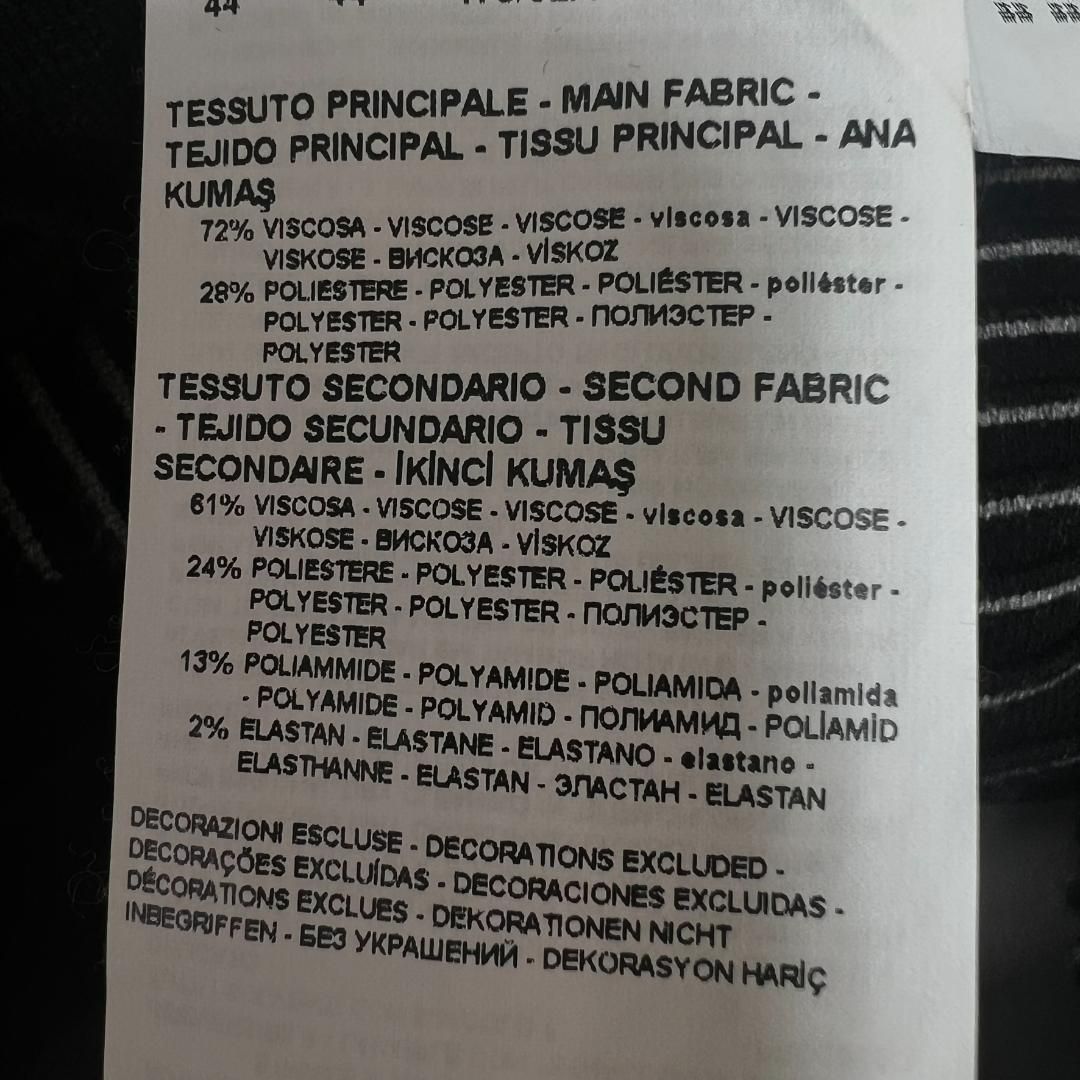 44
TESSUTO PRINCIPALE - MAIN FABRIC -
TEJIDO PRINCIPAL - TISSU PRINCIPAL - ANA
KUMAŞ
72% VISCOSA - VISCOSE - VISCOSE - viscosa - VISCOSE -
VISKOSE - ВИСКОЗА - VİSKOZ
28% POLIESTERE - POLYESTER - POLIÉSTER - poliéster -
POLYESTER - POLYESTER - ПОЛИЭСТЕР -
POLYESTER
TESSUTO SECONDARIO - SECOND FABRIC
- TEJIDO SECUNDARIO - TISSU
SECONDAIRE - İKİNCİ KUMAŞ
61% VISCOSA - VISCOSE - VISCOSE - viscosa - VISCOSE -
VISKOSE - ВИСКОЗА - VİSKOZ
24% POLIESTERE - POLYESTER - POLIÉSTER - poliéster -
POLYESTER - POLYESTER - ПОЛИЭСТЕР -
POLYESTER
13% POLIAMMIDE - POLYAMIDE - POLIAMIDA - poliamida
- POLYAMIDE - POLYAMID - ПОЛИАМИД - POLİAMİD
2% ELASTAN - ELASTANE - ELASTANO - elastano -
ELASTHANNE - ELASTAN - ЭЛАСТАН - ELASTAN
DECORAZIONI ESCLUSE - DECORATIONS EXCLUDED -
DECORAÇÕES EXCLUÍDAS - DECORACIONES EXCLUIDAS -
DÉCORATIONS EXCLUES - DEKORATIONEN NICHT
INBEGRIFFEN - БЕЗ УКРАШЕНИЙ - DEKORASYON HARİÇ